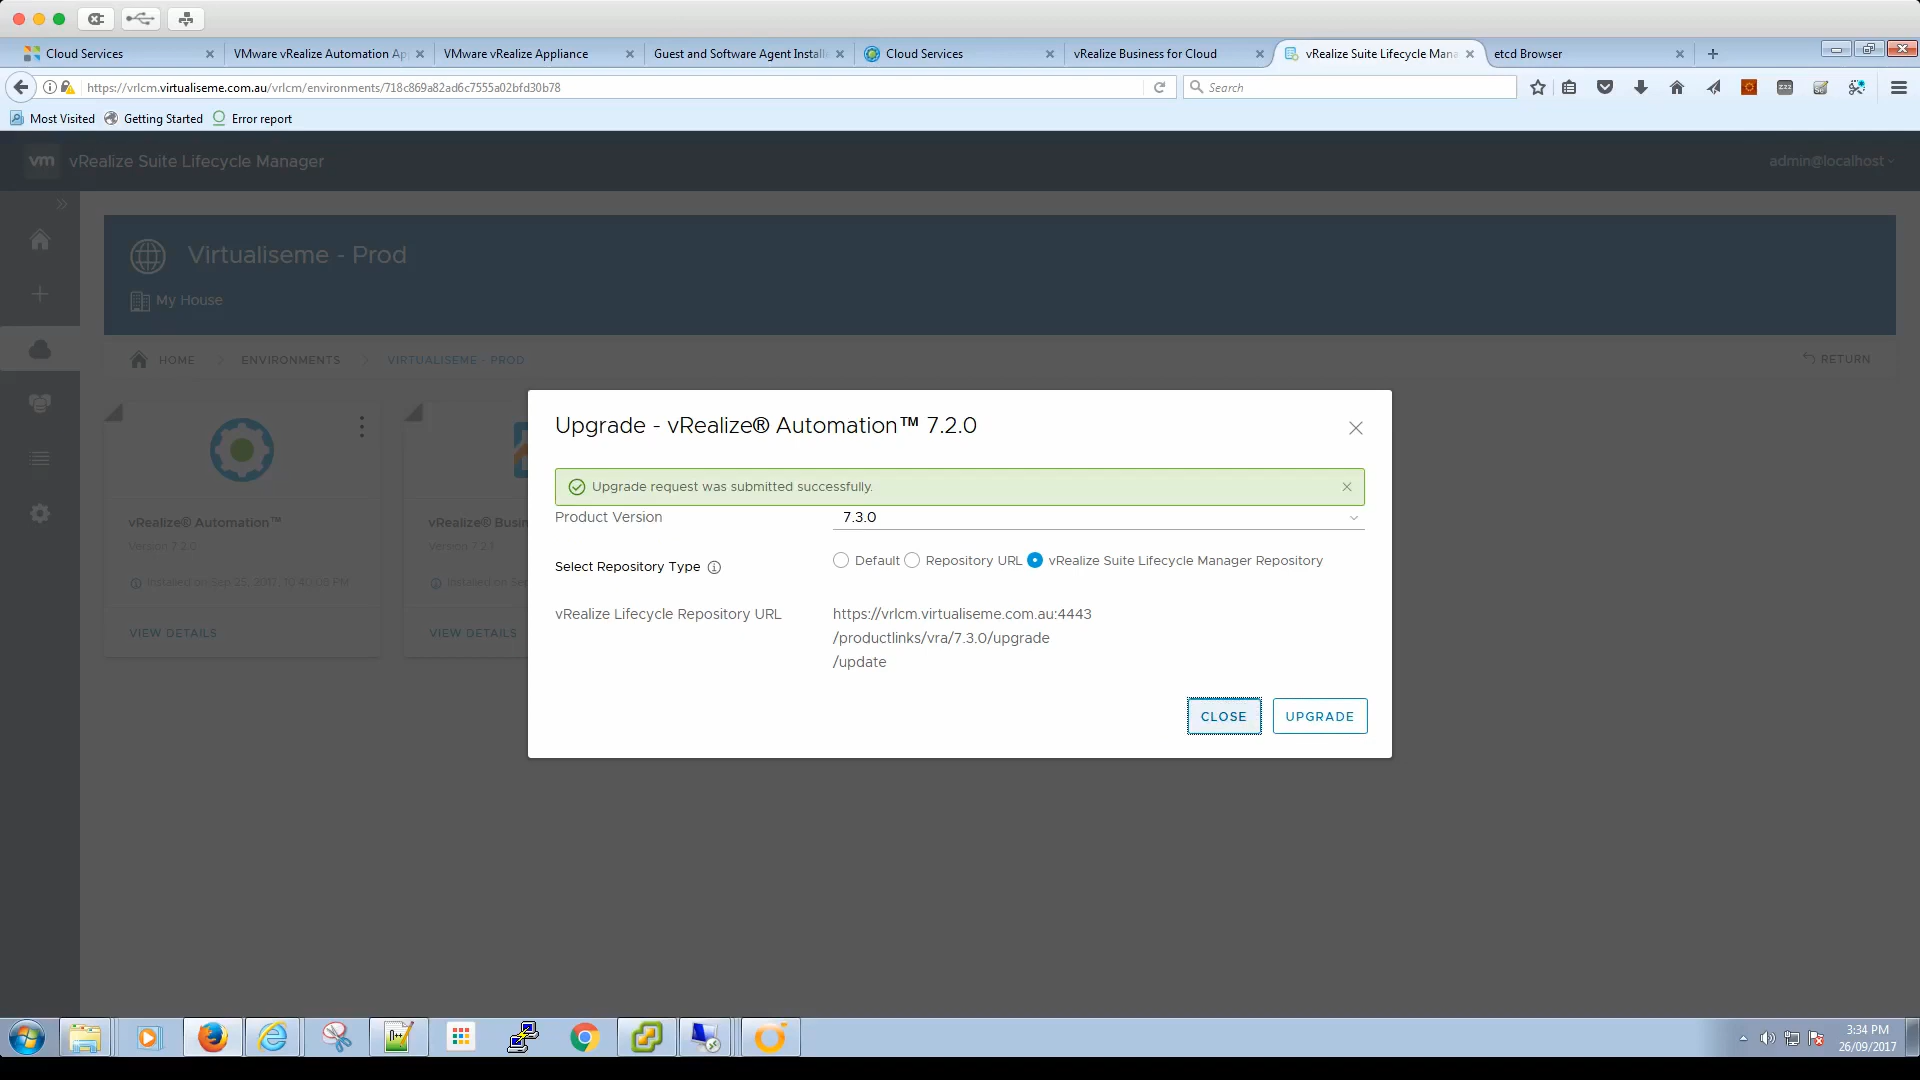 Cloud Services
VMware vRealize Automation Ap
VMware vRealize Appliance
Guest and Software Agent Install
Cloud Services
vRealize Business for Cloud
vRealize Suite Lifecycle Mana
etcd Browser
https://vrlcm.virtualiseme.com.au/vrlcm/environments/718c869a82ad6c7555a02bfd30b78
Search
Most Visited
Getting Started
Error report
vm
vRealize Suite Lifecycle Manager
admin@localhost
Virtualiseme - Prod
My House
HOME
ENVIRONMENTS
VIRTUALISEME - PROD
RETURN
vRealize® Automation™
Version 7.2.0
Installed on Sep 25, 2017, 10:40:08 PM
VIEW DETAILS
vRealize® Busin
Version 7.2.1
Installed on Sep
VIEW DETAILS
Upgrade - vRealize® Automation™ 7.2.0
Upgrade request was submitted successfully.
Product Version
7.3.0
Select Repository Type
Default
Repository URL
vRealize Suite Lifecycle Manager Repository
vRealize Lifecycle Repository URL
https://vrlcm.virtualiseme.com.au:4443
/productlinks/vra/7.3.0/upgrade
/update
CLOSE
UPGRADE
3:34 PM
26/09/2017